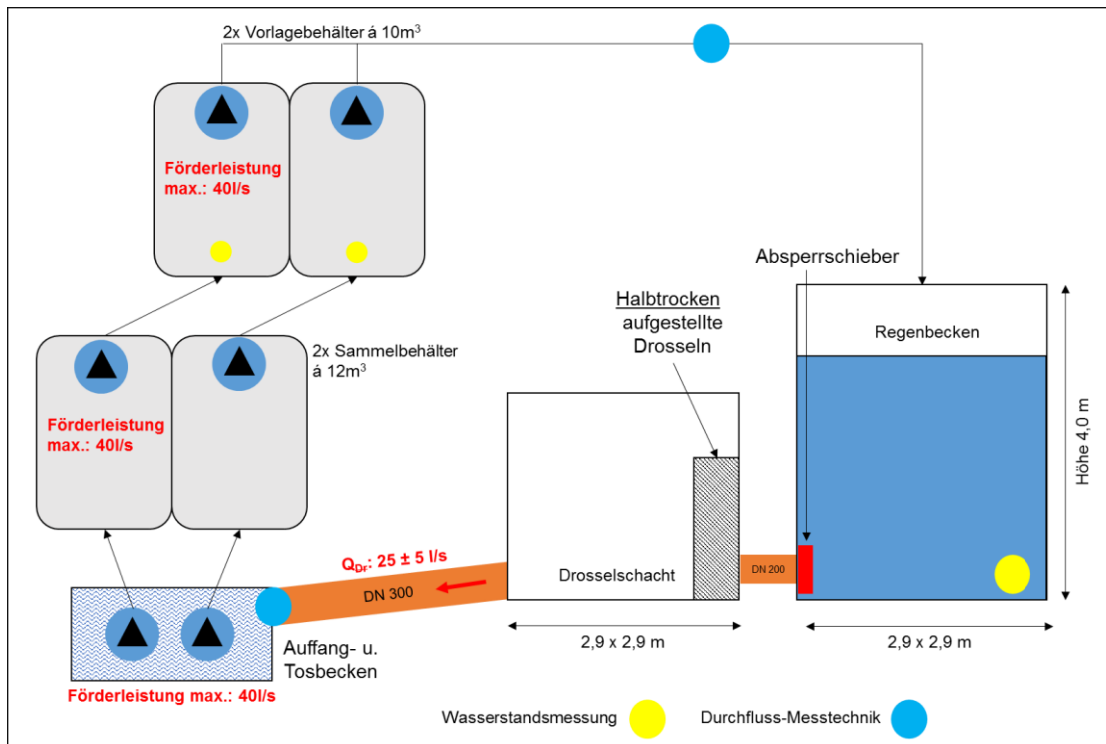 2x Vorlagebehälter á 10m³
Förderleistung
max.: 40l/s
Absperrschieber
Halbtrocken
aufgestellte
Drosseln
Regenbecken
2x Sammelbehälter
á 12m³
Förderleistung
max.: 40l/s
Höhe 4,0 m
QDr: 25 ± 5 l/s
DN 300
Drosselschacht
DN 200
Auffang- u.
Tosbecken
2,9 x 2,9 m
2,9 x 2,9 m
Förderleistung max.: 40l/s
Wasserstandsmessung
Durchfluss-Messtechnik